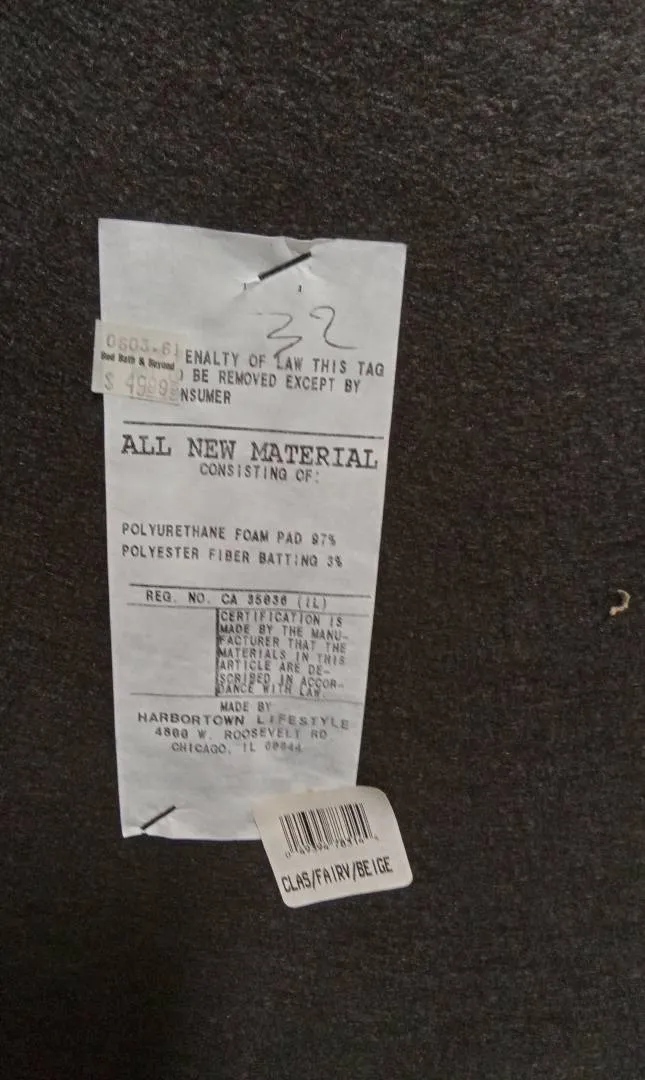 32
0803.6
Bed Bath & Beyond
$ 49.99
ENALTY OF LAW THIS TAG
BE REMOVED EXCEPT BY
NSUMER
ALL NEW MATERIAL
CONSISTING OF:
POLYURETHANE FOAM PAD 97%
POLYESTER FIBER BATTING 3%
REG. NO. CA 35036 (IL)
CERTIFICATION IS
MADE BY THE MANU-
FACTURER THAT THE
MATERIALS IN THIS
ARTICLE ARE DE-
SCRIBED IN ACCOR-
DANCE WITH LAW.
MADE BY
HARBORTOWN LIFESTYLE
4800 W. ROOSEVELT RD
CHICAGO, IL
CLAS/FAIRV/BEIGE